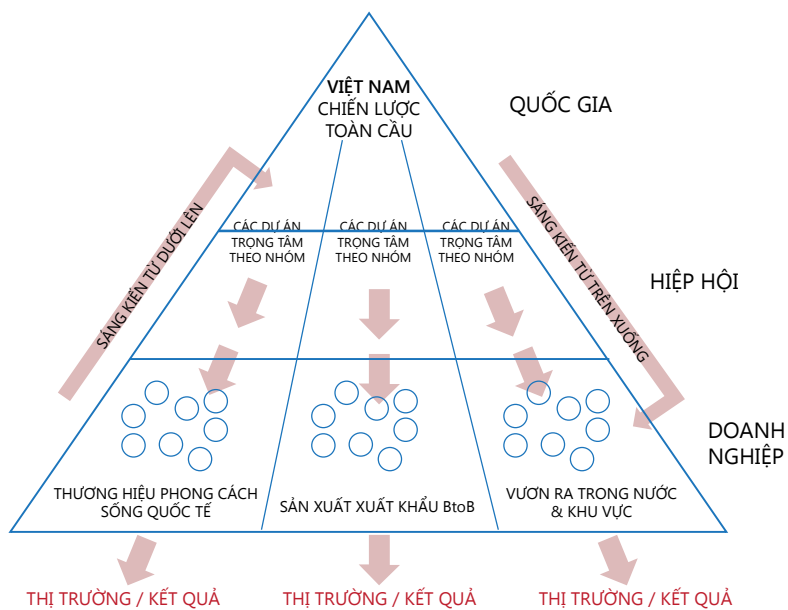 VIỆT NAM
CHIẾN LƯỢC
TOÀN CẦU
QUỐC GIA
SÁNG KIẾN TỪ DƯỚI LÊN
SÁNG KIẾN TỪ TRÊN XUỐNG
CÁC DỰ ÁN
TRỌNG TÂM
THEO NHÓM
CÁC DỰ ÁN
TRỌNG TÂM
THEO NHÓM
CÁC DỰ ÁN
TRỌNG TÂM
THEO NHÓM
HIỆP HỘI
DOANH
NGHIỆP
THƯƠNG HIỆU PHONG CÁCH
SỐNG QUỐC TẾ
SẢN XUẤT XUẤT KHẨU BtoB
VƯƠN RA TRONG NƯỚC
& KHU VỰC
THỊ TRƯỜNG / KẾT QUẢ
THỊ TRƯỜNG / KẾT QUẢ
THỊ TRƯỜNG / KẾT QUẢ